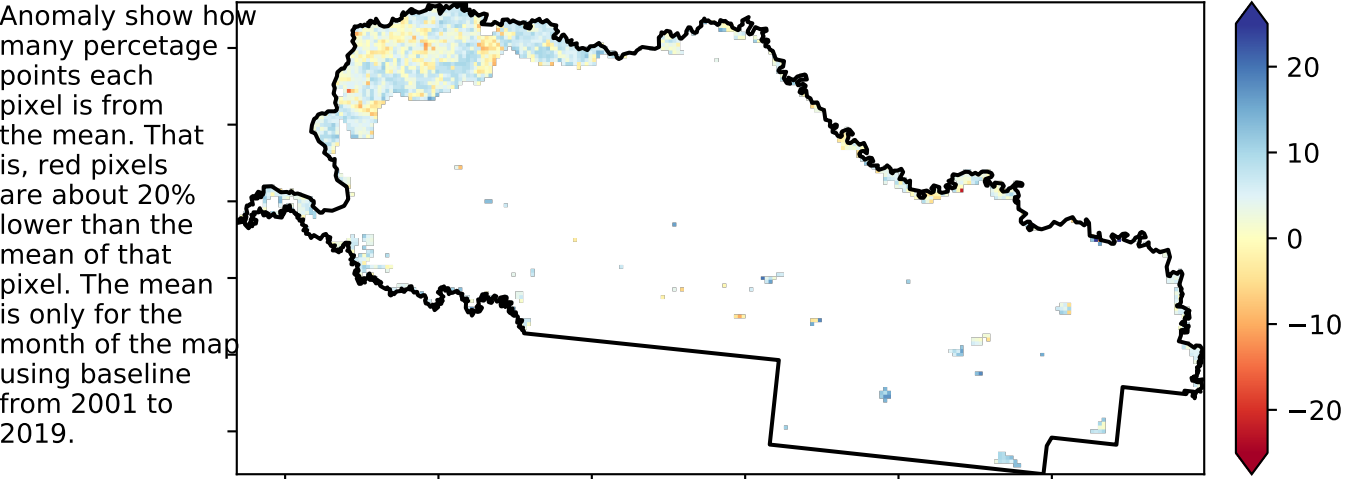 Anomaly show how
many percetage
points each
pixel is from
the mean. That
is, red pixels
are about 20%
lower than the
mean of that
pixel. The mean
is only for the
month of the map
using baseline
from 2001 to
2019.
20
10
0
−10
−20